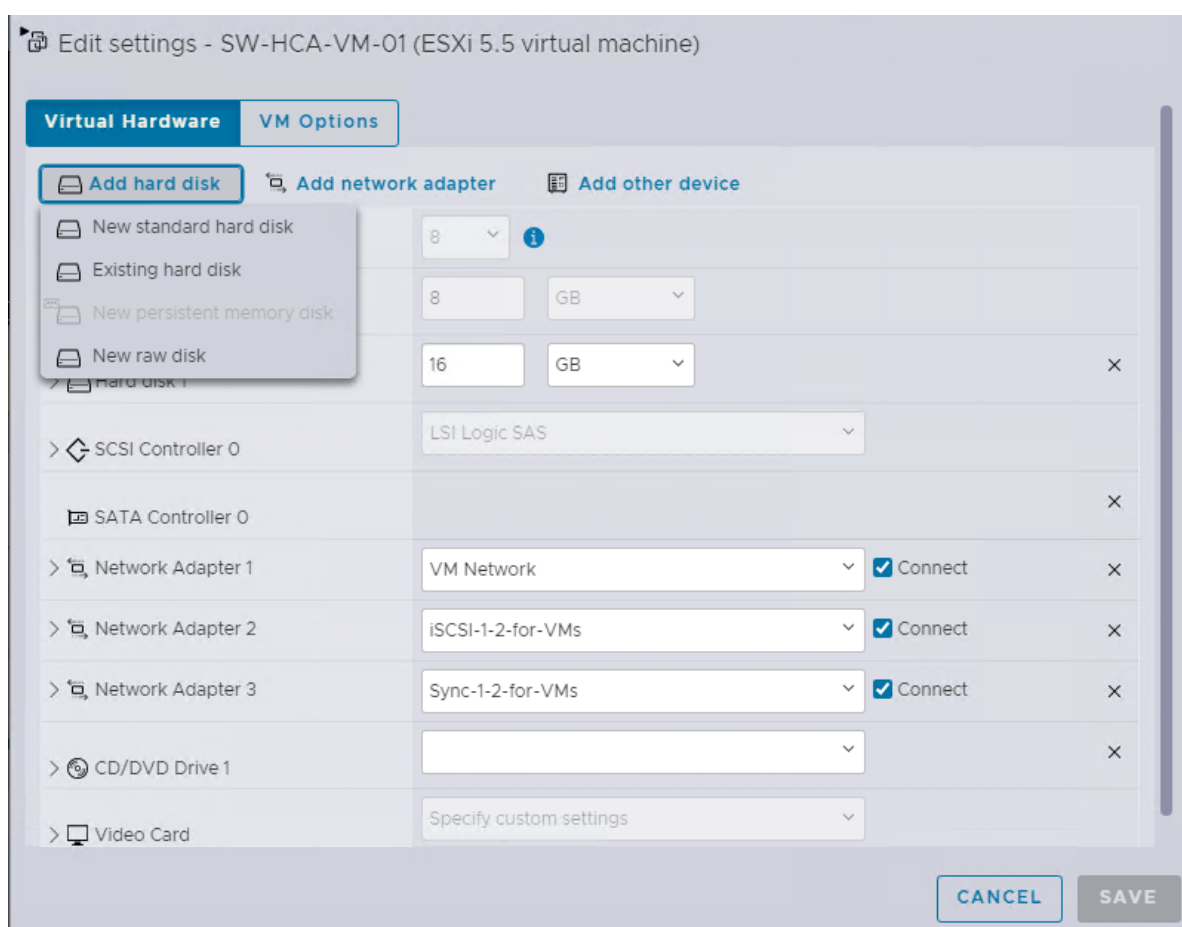 Edit settings - SW-HCA-VM-01 (ESXi 5.5 virtual machine)
Virtual Hardware VM Options
Add hard disk Add network adapter Add other device
New standard hard disk 8
Existing hard disk
New persistent memory disk 8 GB
New raw disk
Hard disk 1 16 GB
SCSI Controller 0 LSI Logic SAS
SATA Controller 0
Network Adapter 1 VM Network Connect
Network Adapter 2 iSCSI-1-2-for-VMs Connect
Network Adapter 3 Sync-1-2-for-VMs Connect
CD/DVD Drive 1
Video Card Specify custom settings
CANCEL SAVE